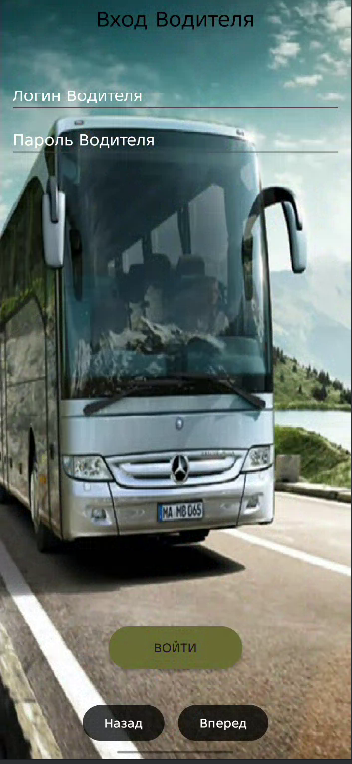 Вход Водителя
Логин Водителя
Пароль Водителя
MA MB 065
ВОЙТИ
Назад
Вперед